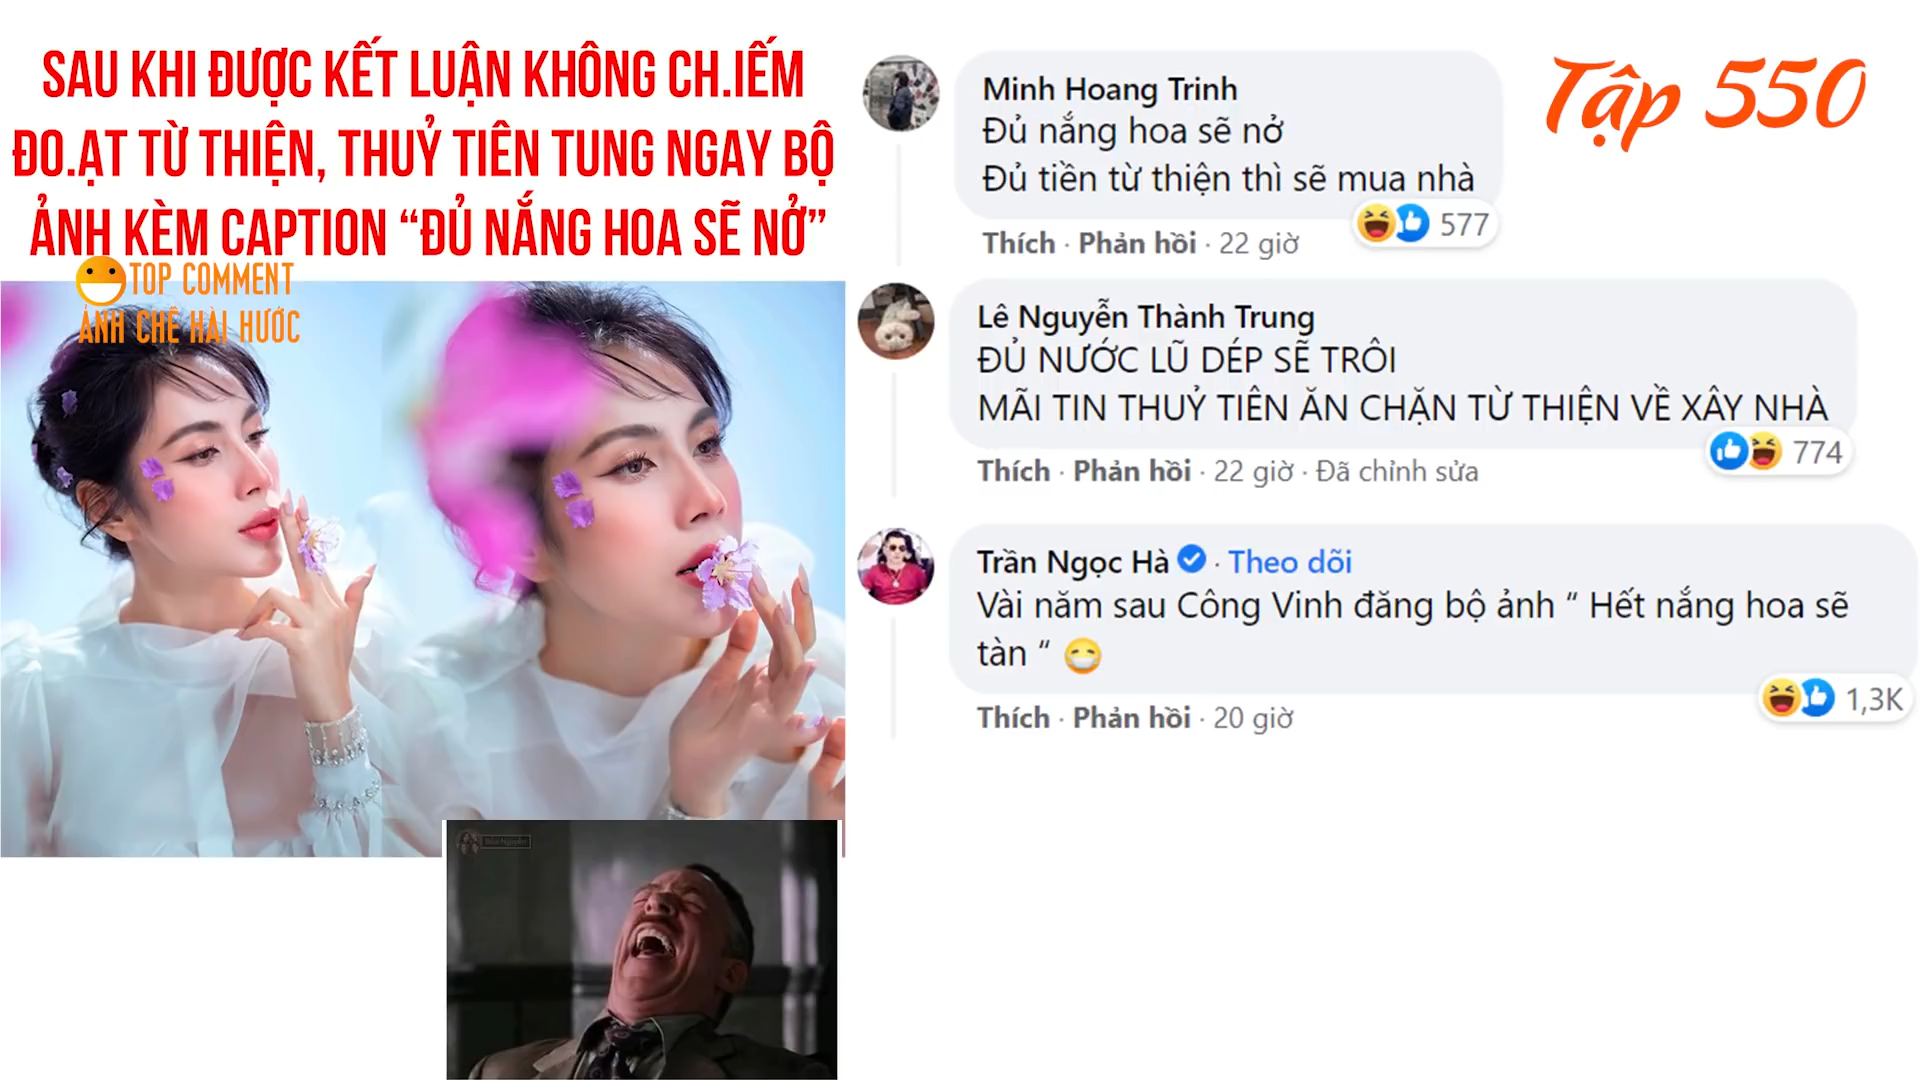 SAU KHI ĐƯỢC KẾT LUẬN KHÔNG CH.IẾM
ĐO.ẠT TỪ THIỆN, THUỶ TIÊN TUNG NGAY BỘ
ẢNH KÈM CAPTION “ĐỦ NẮNG HOA SẼ NỞ”
TOP COMMENT
ẢNH CHẾ HÀI HƯỚC
Minh Hoang Trinh
Đủ nắng hoa sẽ nở
Đủ tiền từ thiện thì sẽ mua nhà
577
Thích · Phản hồi · 22 giờ
Lê Nguyễn Thành Trung
ĐỦ NƯỚC LŨ DÉP SẼ TRÔI
MÃI TIN THUỶ TIÊN ĂN CHẶN TỪ THIỆN VỀ XÂY NHÀ
774
Thích · Phản hồi · 22 giờ · Đã chỉnh sửa
Trần Ngọc Hà · Theo dõi
Vài năm sau Công Vinh đăng bộ ảnh “ Hết nắng hoa sẽ
tàn “ 😷
1,3K
Thích · Phản hồi · 20 giờ
Tập 550